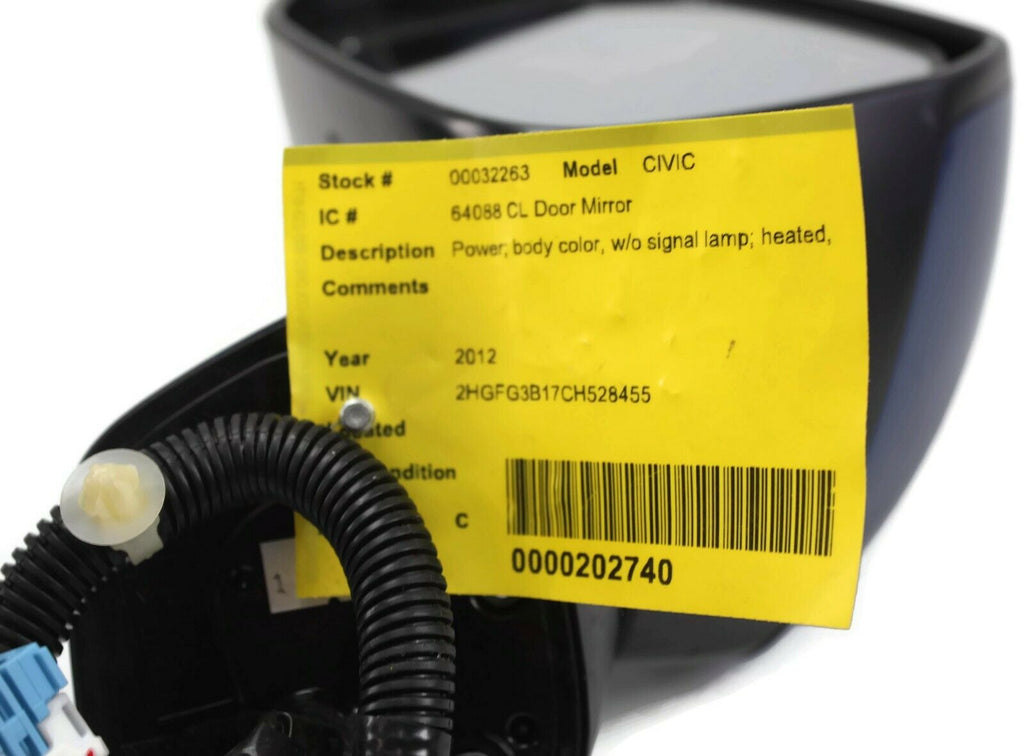 Stock # 00032263 Model CIVIC
IC # 64088 CL Door Mirror
Description Power; body color, w/o signal lamp; heated,
Comments
Year 2012
VIN 2HGFG3B17CH528455
C
0000202740
1